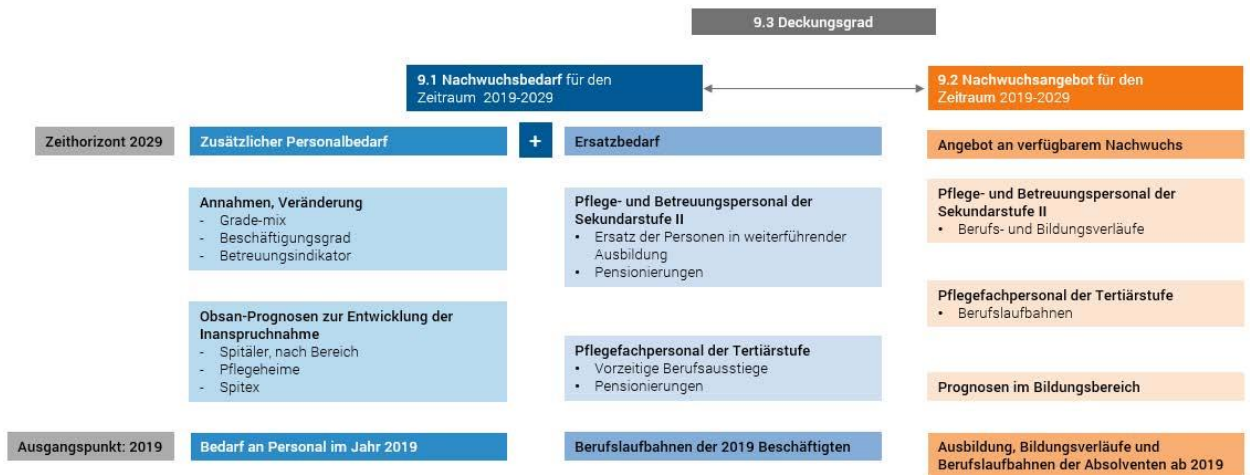 9.3 Deckungsgrad
9.1 Nachwuchsbedarf für den
Zeitraum 2019-2029
9.2 Nachwuchsangebot für den
Zeitraum 2019-2029
Zeithorizont 2029
Zusätzlicher Personalbedarf
+
Ersatzbedarf
Angebot an verfügbarem Nachwuchs
Annahmen, Veränderung
- Grade-mix
- Beschäftigungsgrad
- Betreuungsindikator
Pflege- und Betreuungspersonal der
Sekundarstufe II
• Ersatz der Personen in weiterführender
Ausbildung
• Pensionierungen
Pflege- und Betreuungspersonal der
Sekundarstufe II
• Berufs- und Bildungsverläufe
Obsan-Prognosen zur Entwicklung der
Inanspruchnahme
- Spitäler, nach Bereich
- Pflegeheime
- Spitex
Pflegefachpersonal der Tertiärstufe
• Vorzeitige Berufsausstiege
• Pensionierungen
Pflegefachpersonal der Tertiärstufe
• Berufslaufbahnen
Prognosen im Bildungsbereich
Ausgangspunkt: 2019
Bedarf an Personal im Jahr 2019
Berufslaufbahnen der 2019 Beschäftigten
Ausbildung, Bildungsverläufe und
Berufslaufbahnen der Absolventen ab 2019